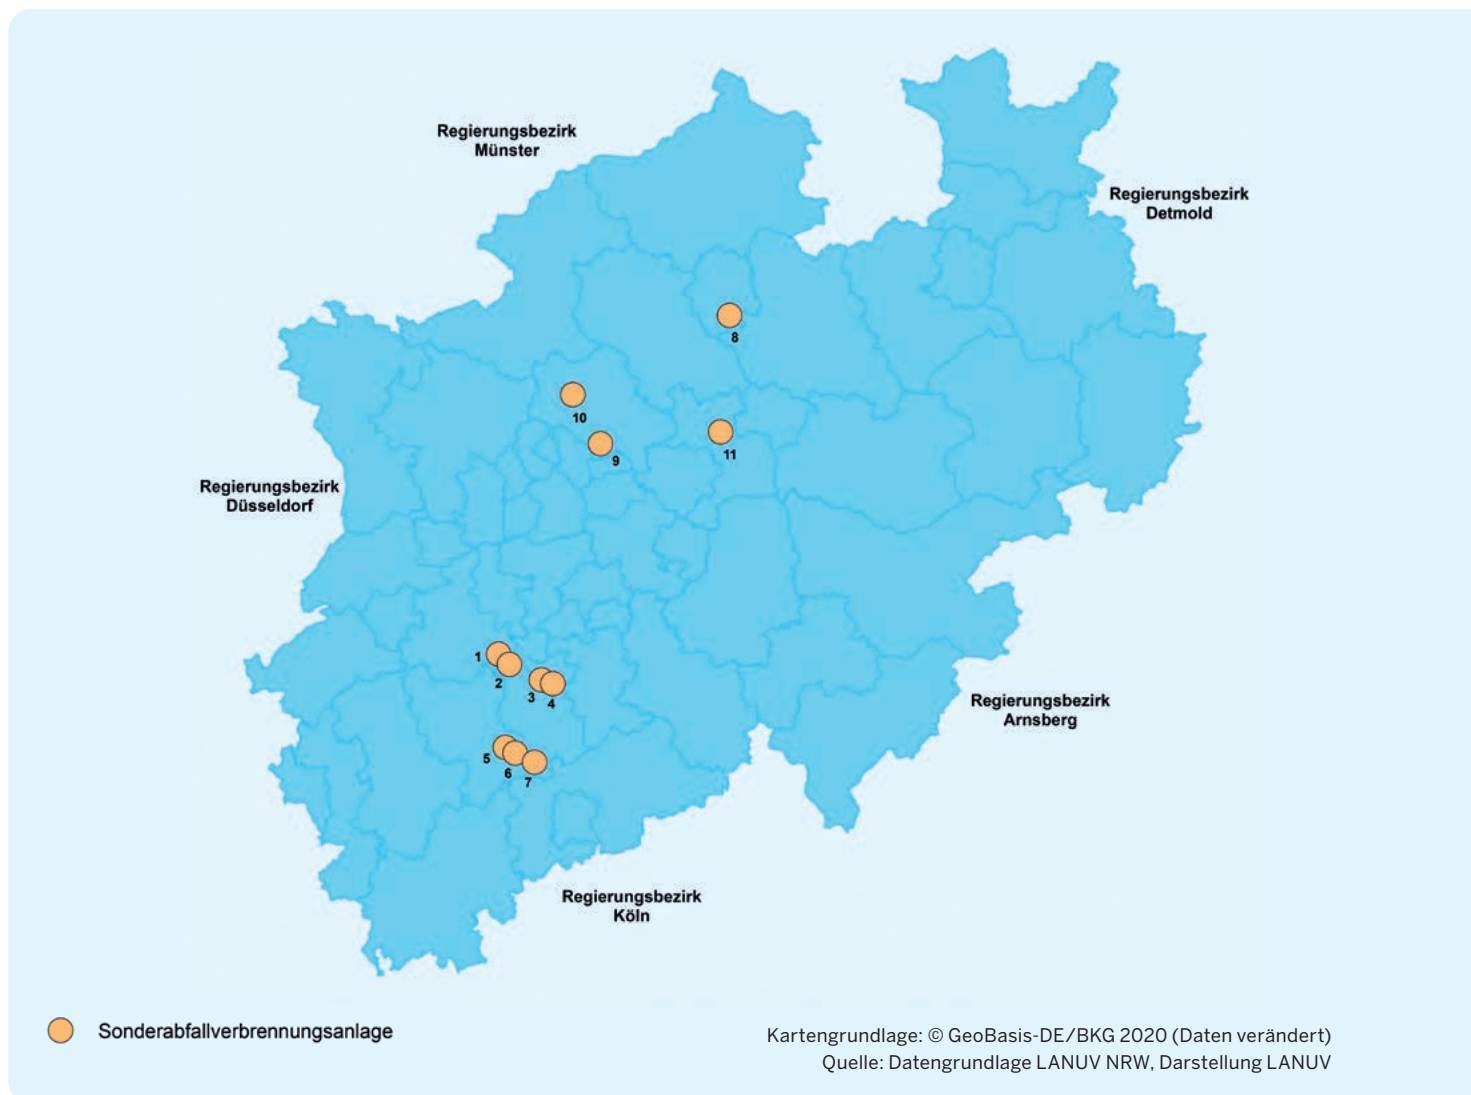 Regierungsbezirk
Münster
Regierungsbezirk
Detmold
8
10
9
11
Regierungsbezirk
Düsseldorf
1
2
3
4
Regierungsbezirk
Arnsberg
5
6
7
Regierungsbezirk
Köln
Sonderabfallverbrennungsanlage
Kartengrundlage: © GeoBasis-DE/BKG 2020 (Daten verändert)
Quelle: Datengrundlage LANUV NRW, Darstellung LANUV